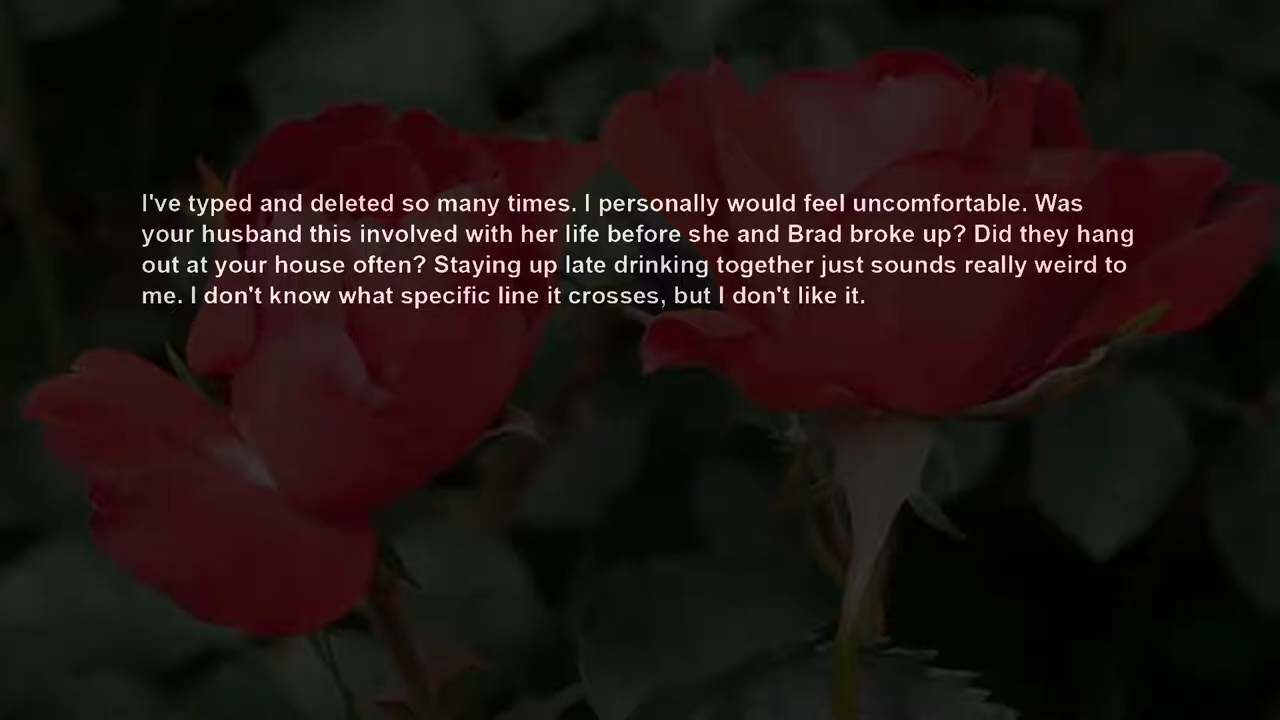 I've typed and deleted so many times. I personally would feel uncomfortable. Was
your husband this involved with her life before she and Brad broke up? Did they hang
out at your house often? Staying up late drinking together just sounds really weird to
me. I don't know what specific line it crosses, but I don't like it.